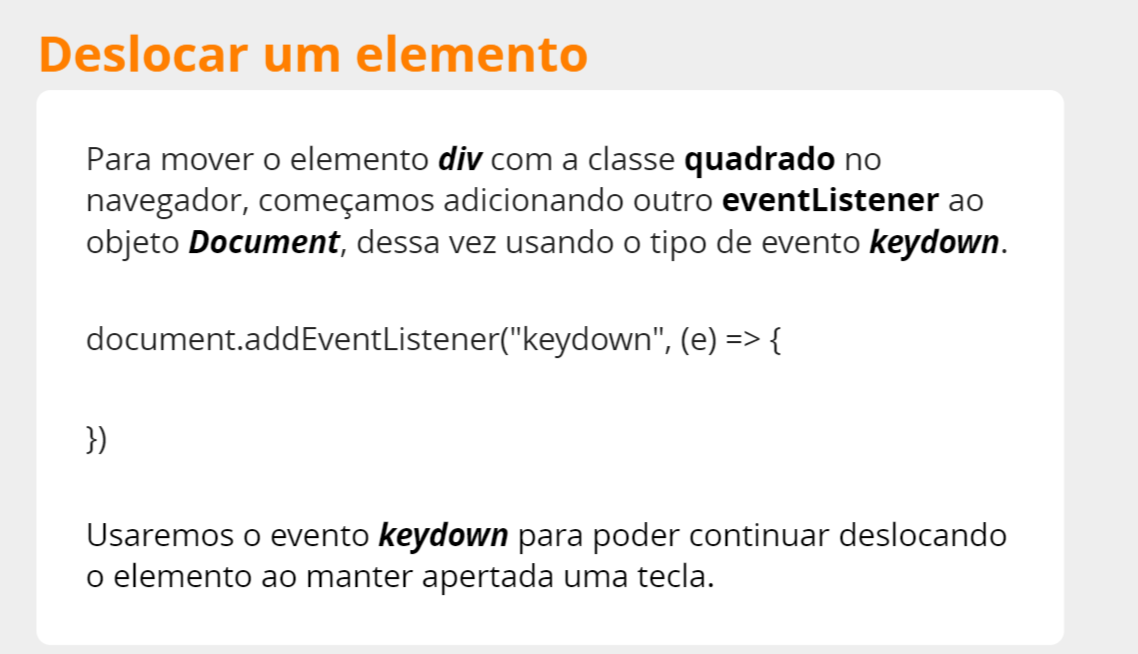 Deslocar um elemento
Para mover o elemento div com a classe quadrado no
navegador, começamos adicionando outro eventListener ao
objeto Document, dessa vez usando o tipo de evento keydown.
document.addEventListener("keydown", (e) => {
})
Usaremos o evento keydown para poder continuar deslocando
o elemento ao manter apertada uma tecla.